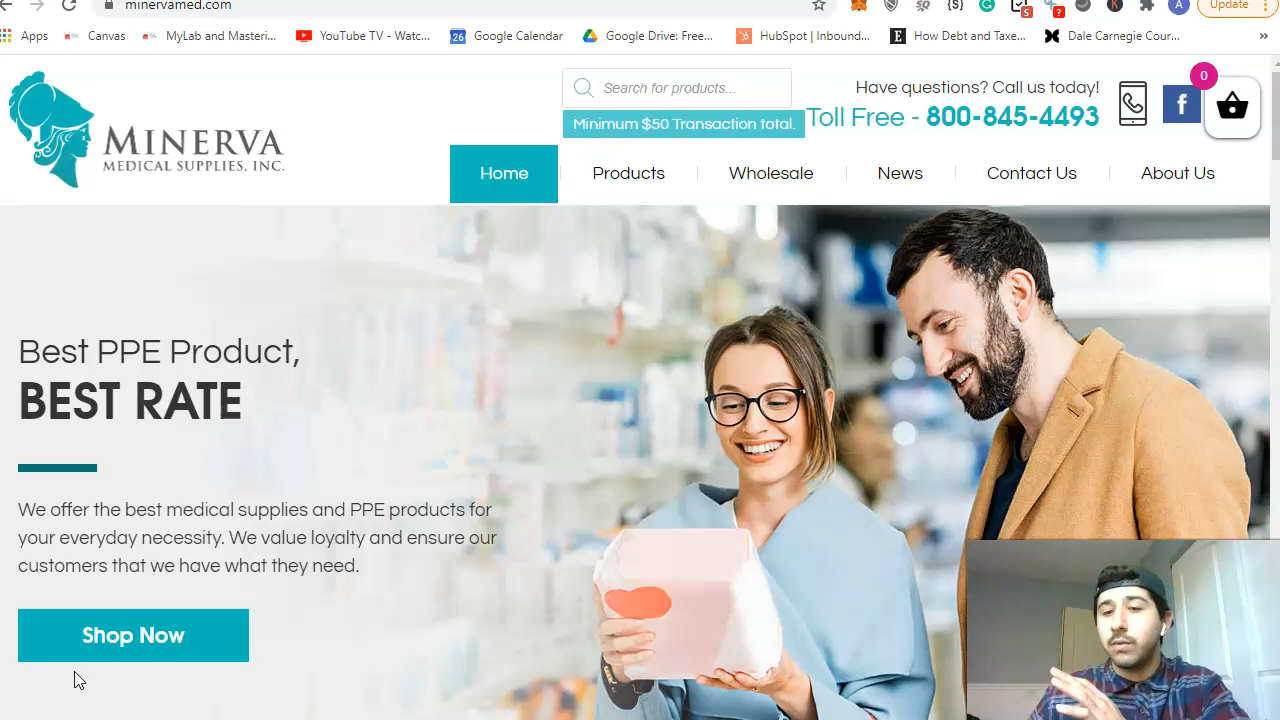 minervamed.com
Update
5
?
A
Apps
Canvas
MyLab and Masteri...
YouTube TV - Watc...
26
Google Calendar
Google Drive: Free...
HubSpot | Inbound...
How Debt and Taxe...
Dale Carnegie Cour...
»
MINERVA
MEDICAL SUPPLIES, INC.
Search for products...
Minimum $50 Transaction total.
Have questions? Call us today!
Toll Free - 800-845-4493
f
0
Home
Products
Wholesale
News
Contact Us
About Us
Best PPE Product,
BEST RATE
We offer the best medical supplies and PPE products for
your everyday necessity. We value loyalty and ensure our
customers that we have what they need.
Shop Now